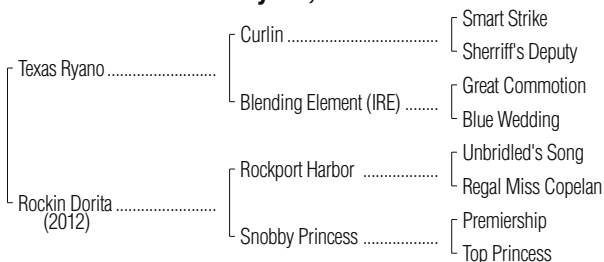 Smart Strike
Curlin
Sherriff's Deputy
Texas Ryano
Great Commotion
Blending Element (IRE)
Blue Wedding
Unbridled's Song
Rockport Harbor
Regal Miss Copelan
Rockin Dorita
(2012)
Premiership
Snobby Princess
Top Princess